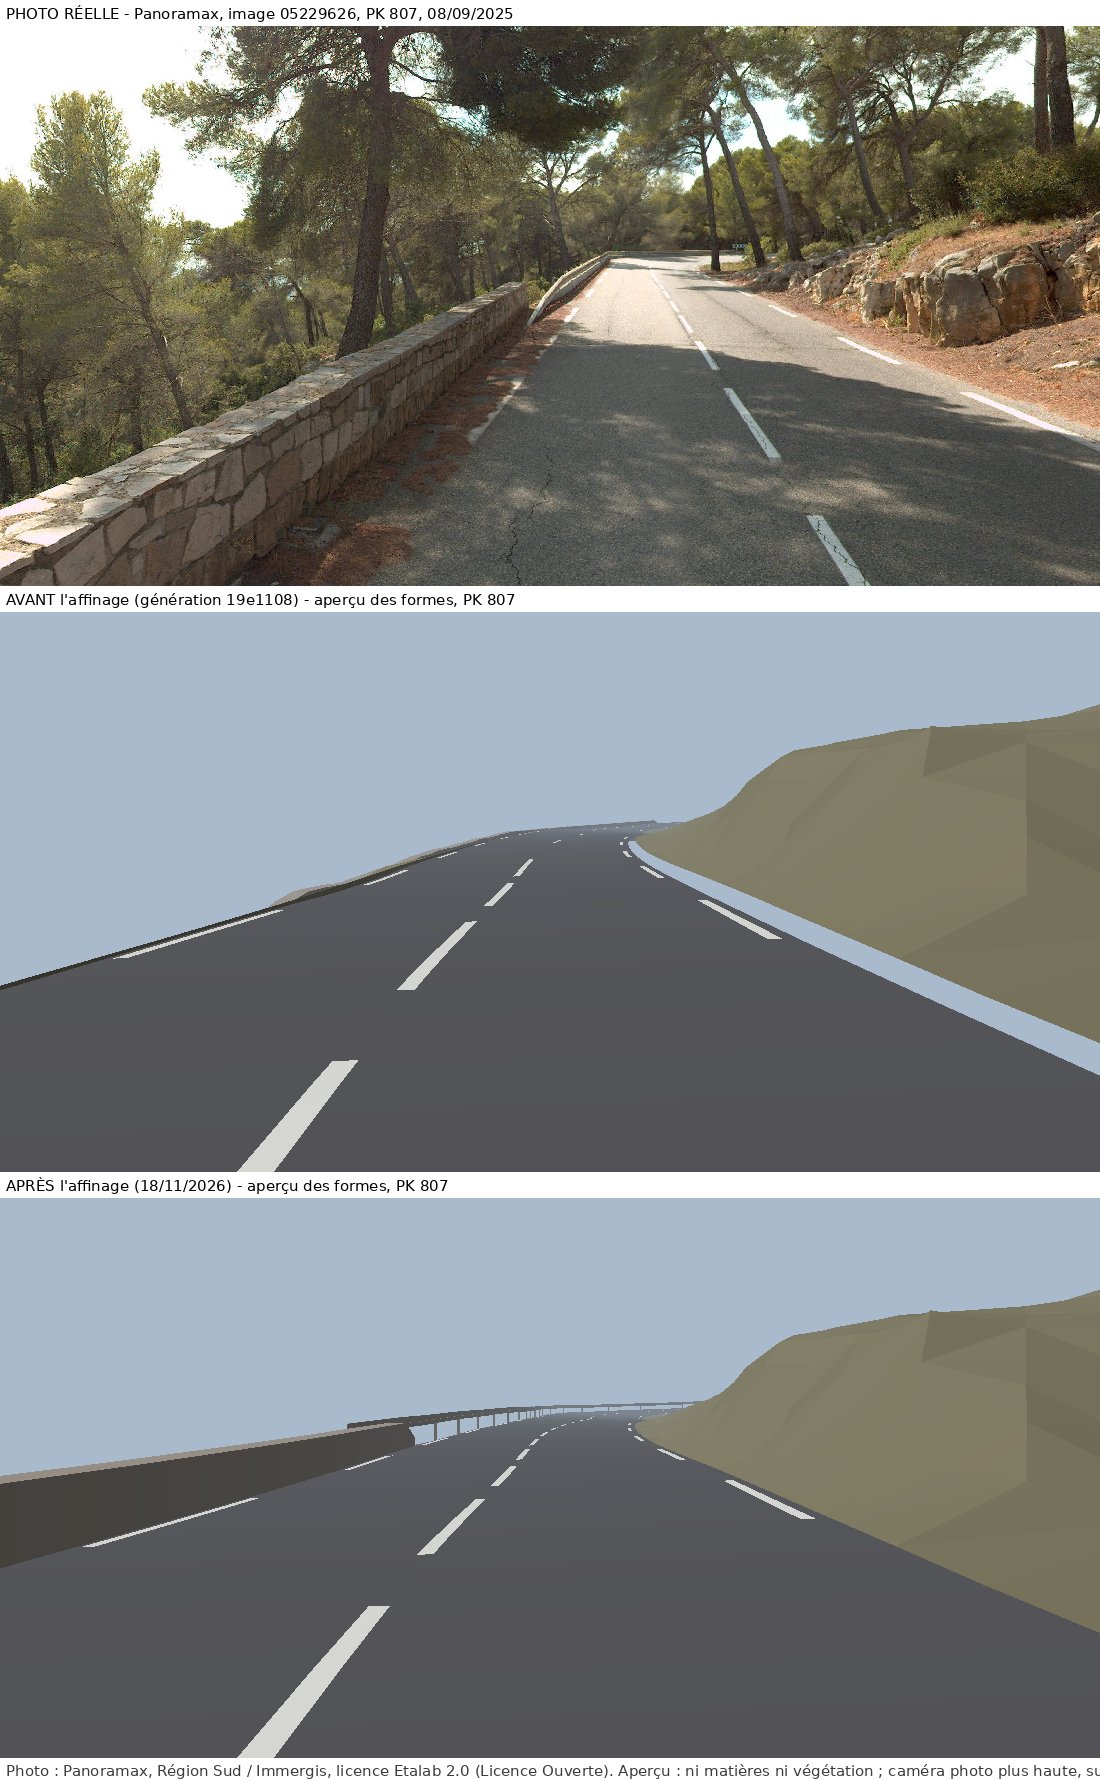 PHOTO RÉELLE - Panoramax, image 05229626, PK 807, 08/09/2025
AVANT l'affinage (génération 19e1108) - aperçu des formes, PK 807
APRÈS l'affinage (18/11/2026) - aperçu des formes, PK 807
Photo : Panoramax, Région Sud / Immergis, licence Etalab 2.0 (Licence Ouverte). Aperçu : ni matières ni végétation ; caméra photo plus haute, su